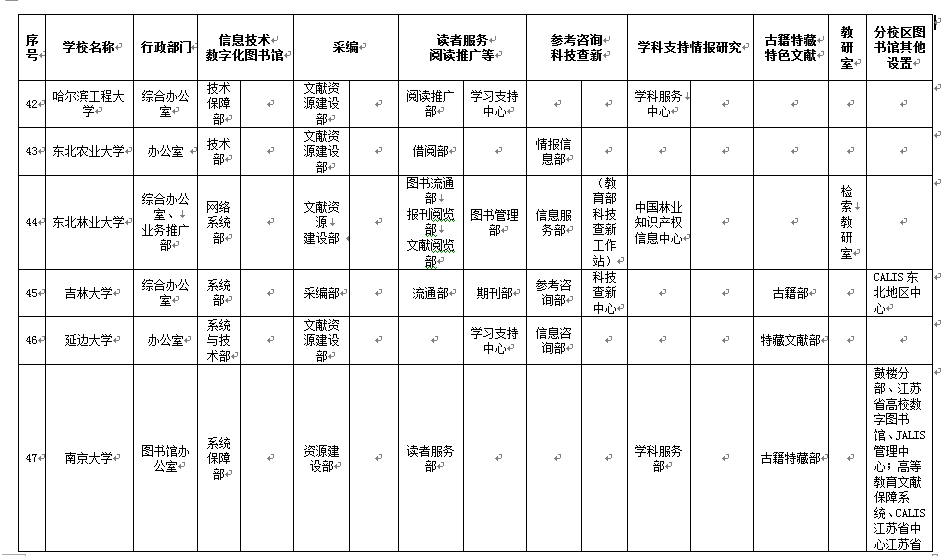 序号 学校名称 行政部门 信息技术数字化图书馆 采编 读者服务阅读推广等 参考咨询科技查新 学科支持情报研究 古籍特藏特色文献 教研室 分校区图书馆其他设置
42 哈尔滨工程大学 综合办公室 技术保障部 文献资源建设部 阅读推广部 学习支持中心 学科服务中心
43 东北农业大学 办公室 技术部 文献资源建设部 借阅部 情报信息部
44 东北林业大学 综合办公室、业务推广部 网络系统部 文献资源建设部 图书流通部 报刊阅览部 文献阅览部 图书管理部 信息服务部 (教育部科技查新工作站) 中国林业知识产权信息中心 检索教研室
45 吉林大学 综合办公室 系统部 采编部 流通部 期刊部 参考咨询部 科技查新中心 古籍部 CALIS东北地区中心
46 延边大学 办公室 系统与技术部 文献资源建设部 学习支持中心 信息咨询部 特藏文献部
47 南京大学 图书馆办公室 系统保障部 资源建设部 读者服务部 学科服务部 古籍特藏部 鼓楼分部、江苏省高校数字图书馆、JALIS管理中心；高等教育文献保障系统、CALIS江苏省中心江苏省